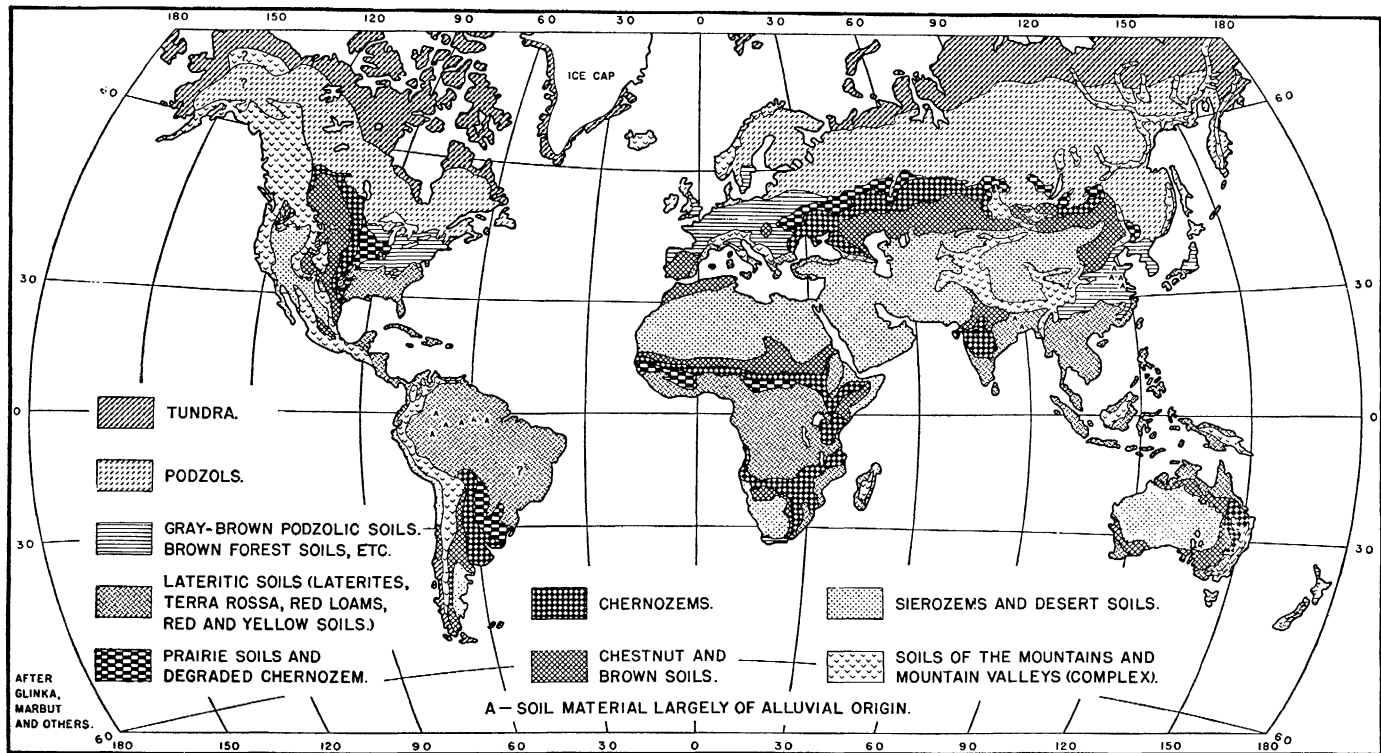 180 150 120 90 60 30 0 30 60 90 120 150 180
ICE CAP
?
?
60 60
30 30
A A
A
A
A A A A A
A A
0 0
?
TUNDRA.
PODZOLS.
GRAY-BROWN PODZOLIC SOILS.
BROWN FOREST SOILS, ETC.
30 30
LATERITIC SOILS (LATERITES,
TERRA ROSSA, RED LOAMS,
RED AND YELLOW SOILS.)
PRAIRIE SOILS AND
DEGRADED CHERNOZEM.
CHERNOZEMS.
CHESTNUT AND
BROWN SOILS.
SIEROZEMS AND DESERT SOILS.
SOILS OF THE MOUNTAINS AND
MOUNTAIN VALLEYS (COMPLEX).
AFTER
GLINKA,
MARBUT
AND OTHERS.
A — SOIL MATERIAL LARGELY OF ALLUVIAL ORIGIN.
60 60
180 150 120 90 60 30 0 30 60 90 120 150 180